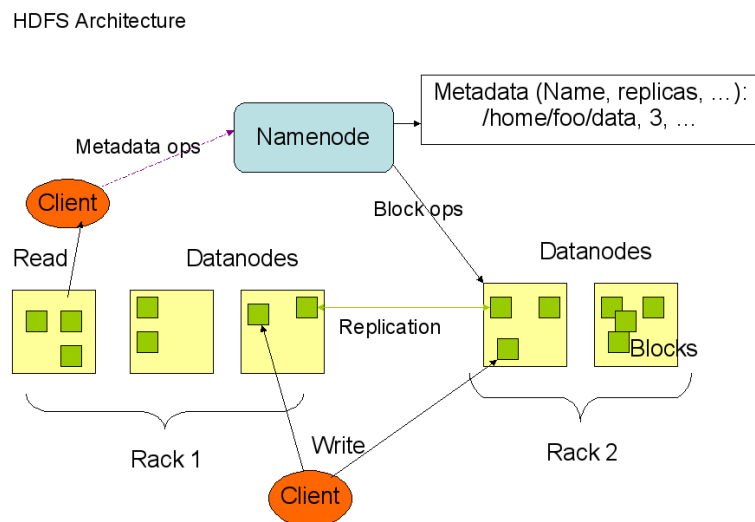 HDFS Architecture
Metadata (Name, replicas, …):
/home/foo/data, 3, …
Namenode
Metadata ops
Client
Block ops
Read
Datanodes
Datanodes
Replication
Blocks
Rack 1
Write
Rack 2
Client